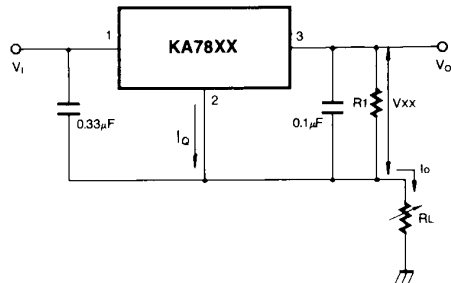 1
KA78XX
3
VI
VO
2
0.33μF
IQ
0.1μF
R1
VXX
IO
RL